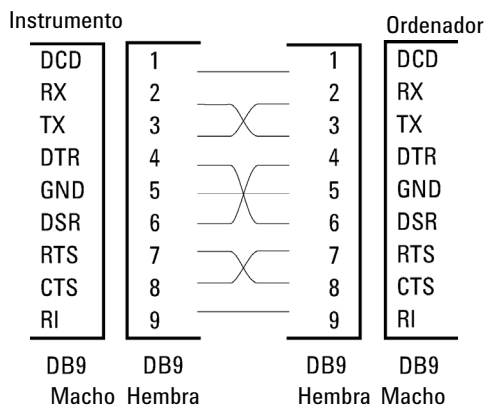 Instrumento Ordenador
DCD 1 1 DCD
RX 2 2 RX
TX 3 3 TX
DTR 4 4 DTR
GND 5 5 GND
DSR 6 6 DSR
RTS 7 7 RTS
CTS 8 8 CTS
RI 9 9 RI
DB9 DB9 DB9 DB9
Macho Hembra Hembra Macho